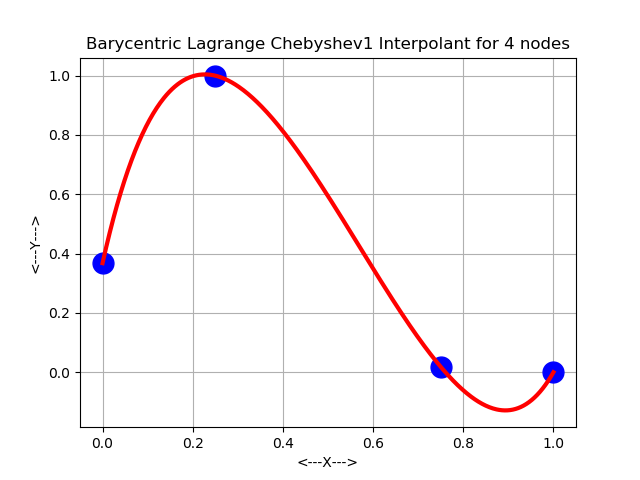 Barycentric Lagrange Chebyshev1 Interpolant for 4 nodes
1.0
0.8
0.6
0.4
0.2
0.0
<---Y--->
0.0 0.2 0.4 0.6 0.8 1.0
<---X--->